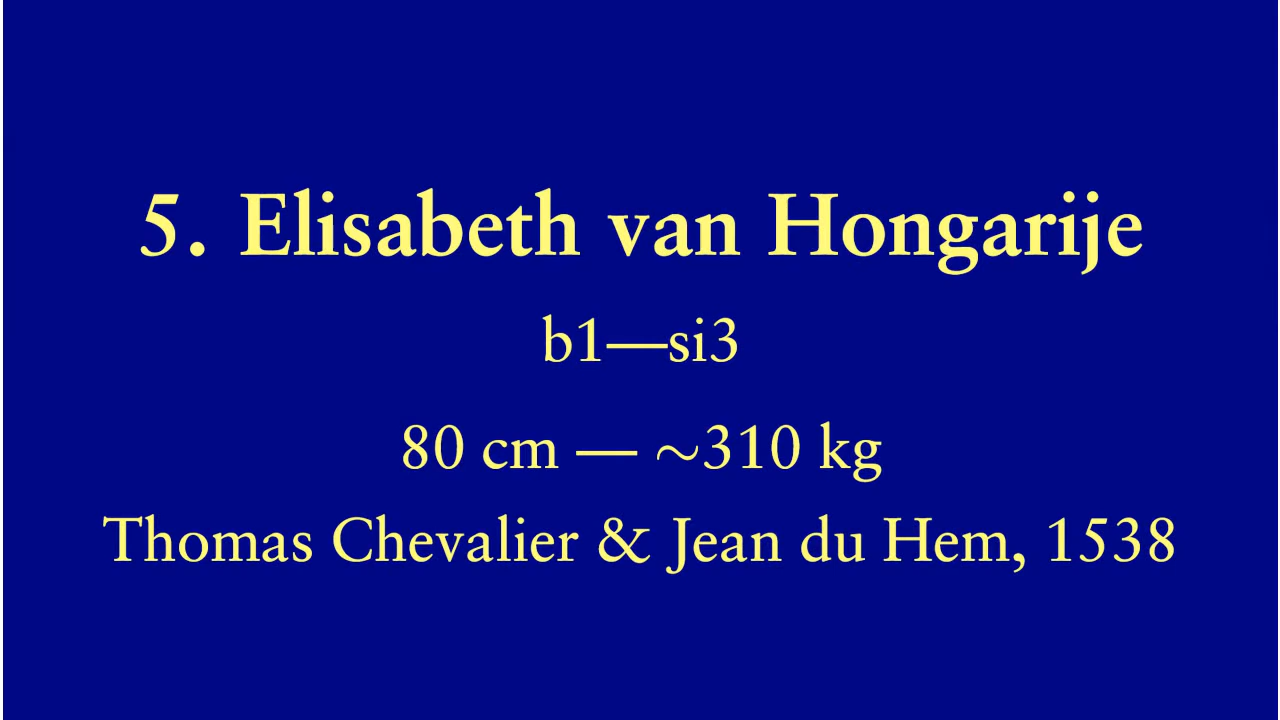 5. Elisabeth van Hongarije
b1—si3
80 cm — ~310 kg
Thomas Chevalier & Jean du Hem, 1538